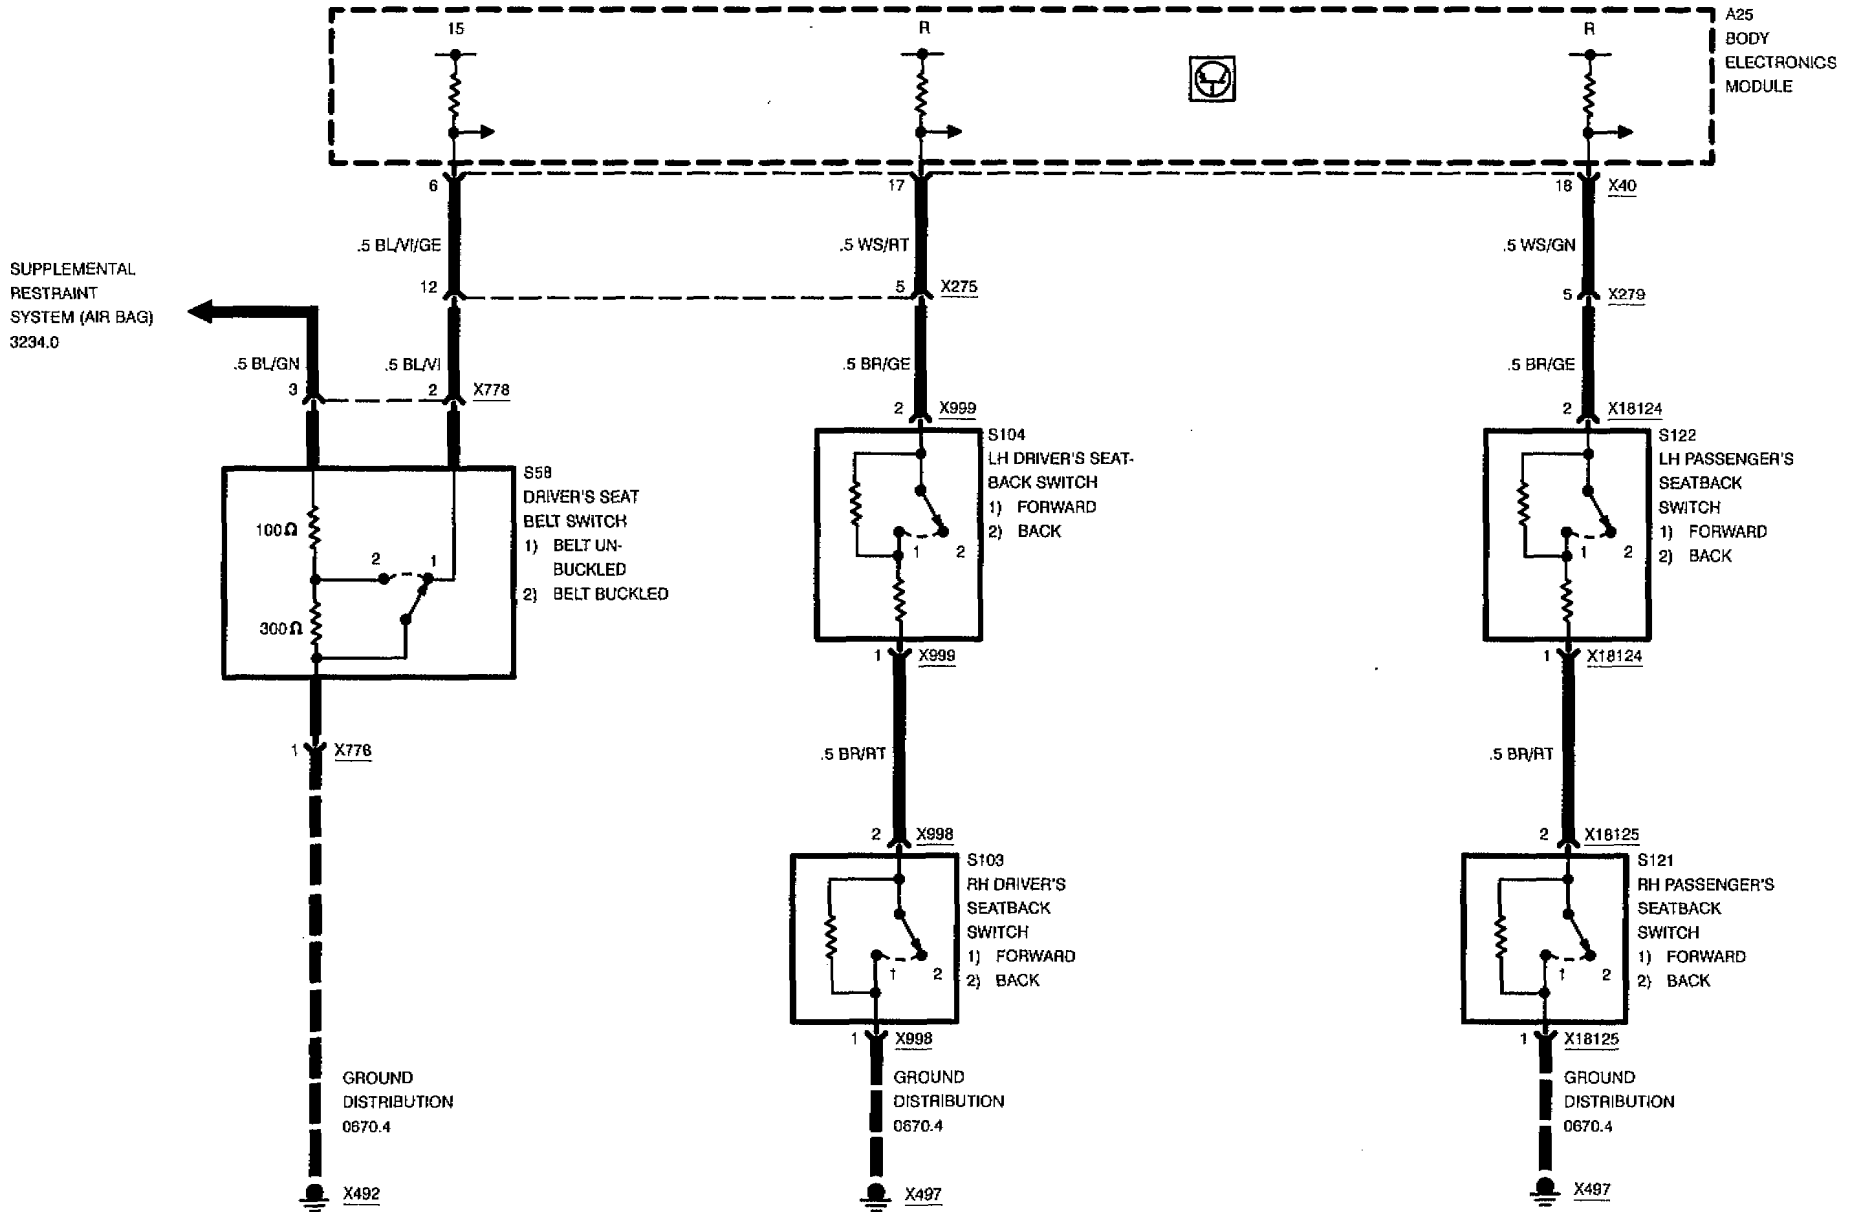 15
R
R
A25
BODY
ELECTRONICS
MODULE
6
17
18
X40
.5 BL/VI/GE
.5 WS/RT
.5 WS/GN
12
5
X275
5
X279
SUPPLEMENTAL
RESTRAINT
SYSTEM (AIR BAG)
3234.0
.5 BL/GN
.5 BL/VI
.5 BR/GE
.5 BR/GE
3
2
X778
2
X999
2
X18124
S58
DRIVER'S SEAT
BELT SWITCH
1) BELT UN-
BUCKLED
2) BELT BUCKLED
100Ω
2
1
300Ω
S104
LH DRIVER'S SEAT-
BACK SWITCH
1) FORWARD
2) BACK
1
2
S122
LH PASSENGER'S
SEATBACK
SWITCH
1) FORWARD
2) BACK
1
2
1
X999
1
X18124
1
X778
.5 BR/RT
.5 BR/RT
2
X998
2
X18125
S103
RH DRIVER'S
SEATBACK
SWITCH
1) FORWARD
2) BACK
1
2
S121
RH PASSENGER'S
SEATBACK
SWITCH
1) FORWARD
2) BACK
1
2
1
X998
1
X18125
GROUND
DISTRIBUTION
0670.4
GROUND
DISTRIBUTION
0670.4
GROUND
DISTRIBUTION
0670.4
X492
X497
X497